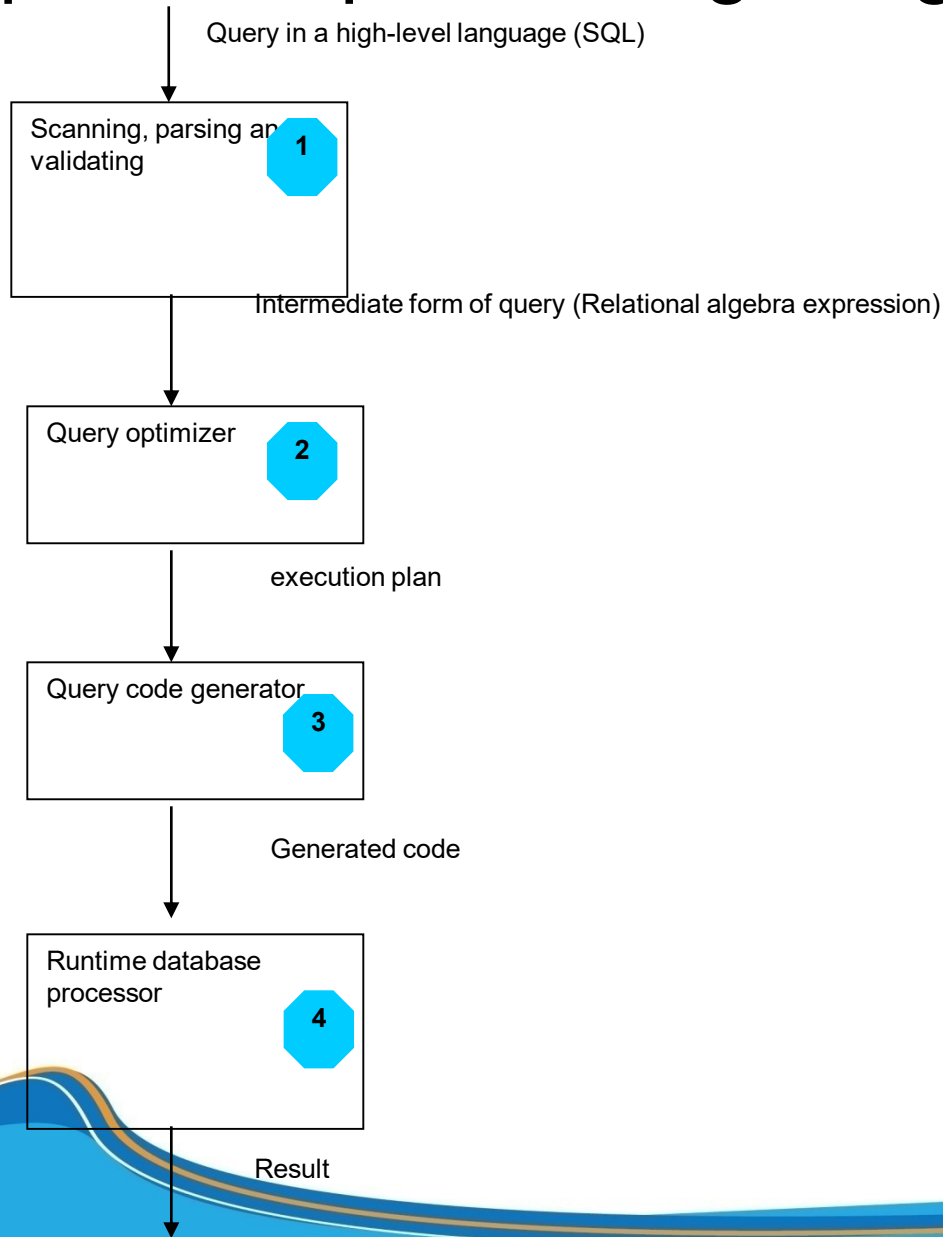 Query in a high-level language (SQL)
Scanning, parsing
validating
1
Intermediate form of query (Relational algebra expression)
Query optimizer
2
execution plan
Query code generator
3
Generated code
Runtime database
processor
4
Result